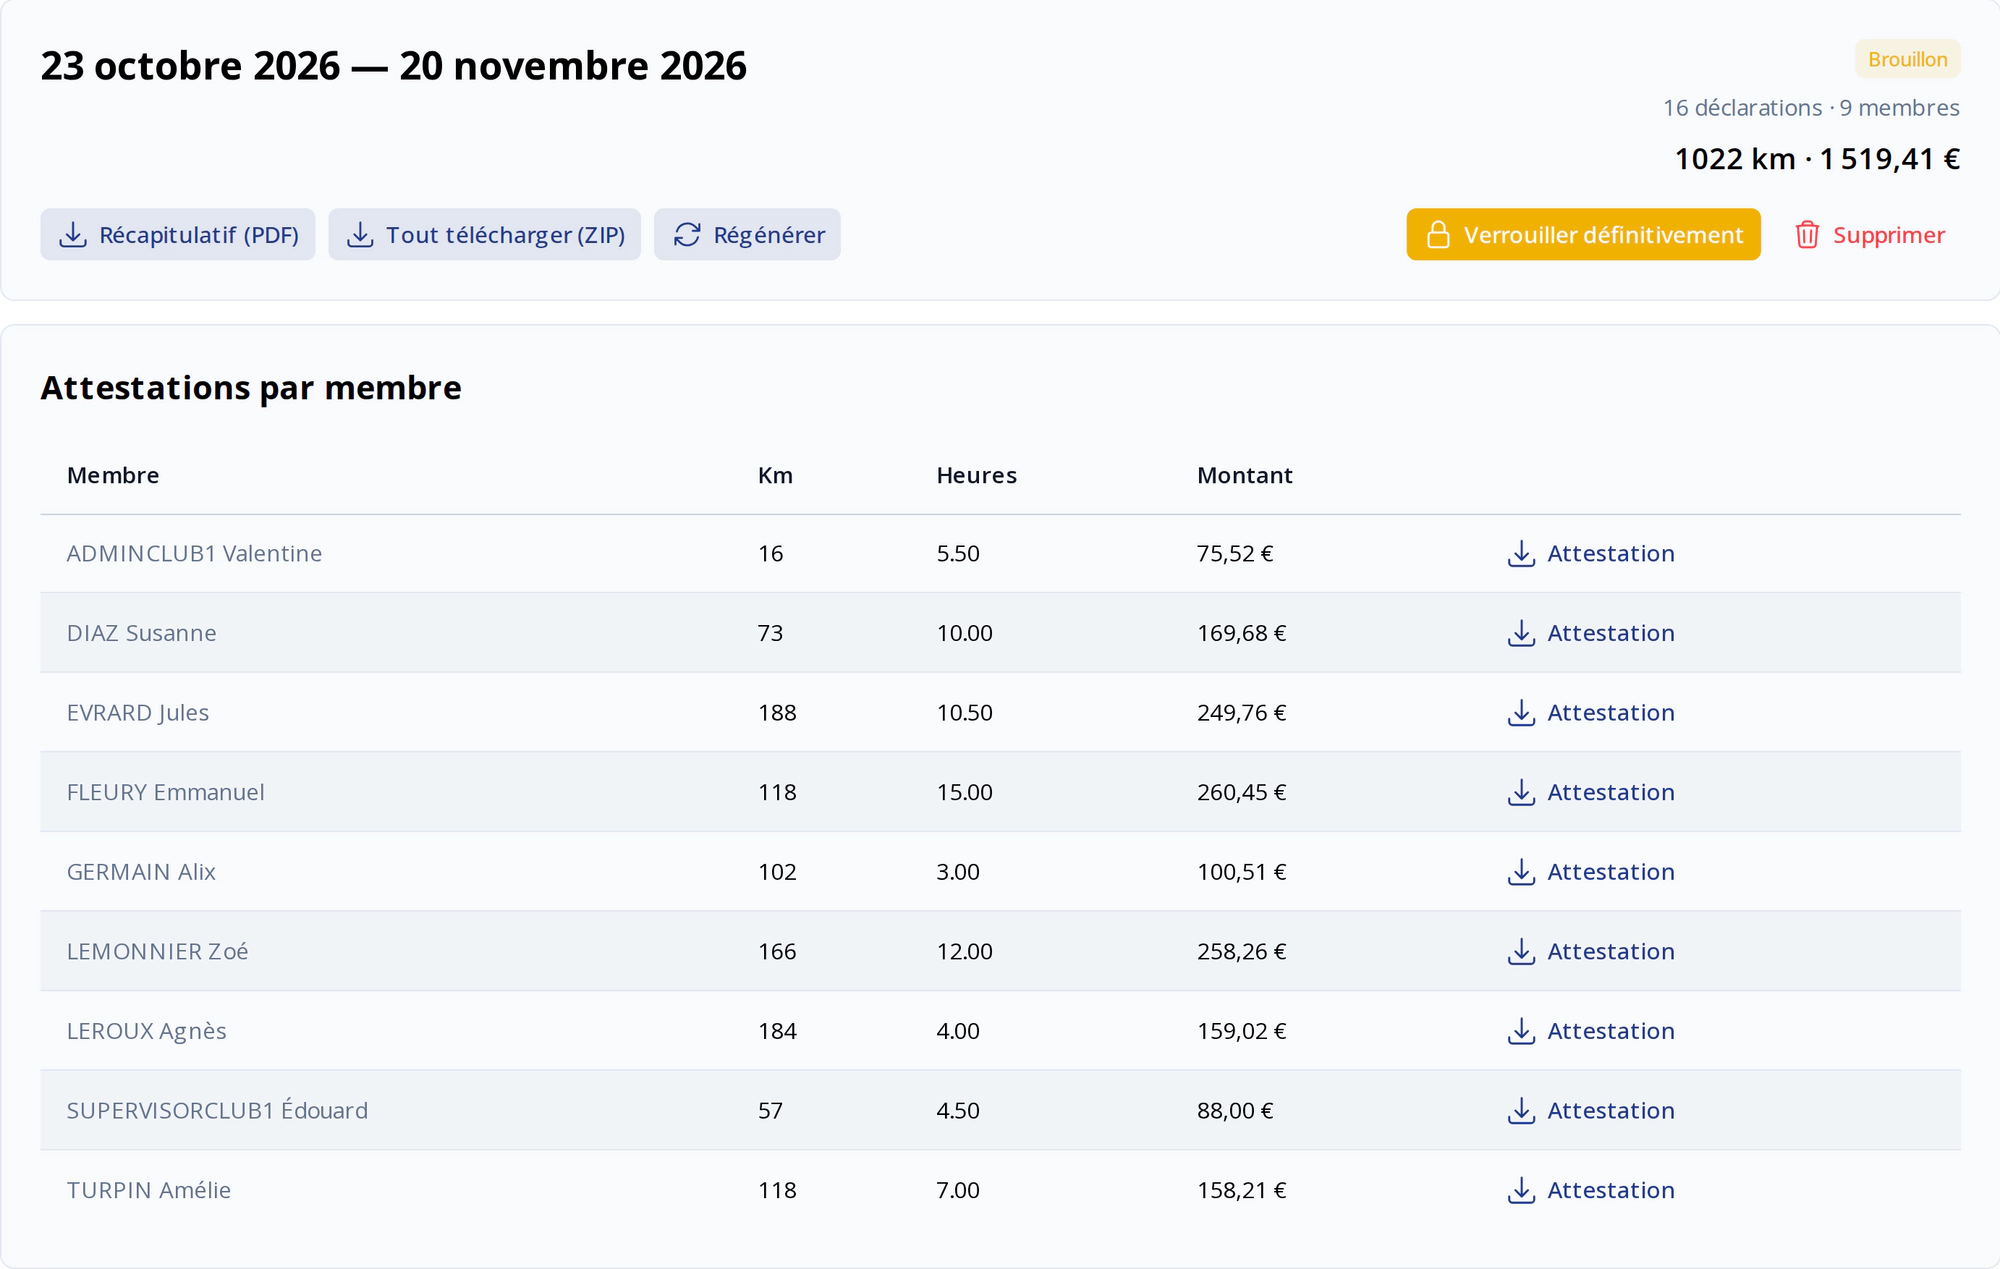 23 octobre 2026 — 20 novembre 2026
Brouillon
16 déclarations · 9 membres
1022 km · 1 519,41 €
Récapitulatif (PDF) Tout télécharger (ZIP) Régénérer Verrouiller définitivement Supprimer
Attestations par membre
Membre Km Heures Montant
ADMINCLUB1 Valentine 16 5.50 75,52 € Attestation
DIAZ Susanne 73 10.00 169,68 € Attestation
EVRARD Jules 188 10.50 249,76 € Attestation
FLEURY Emmanuel 118 15.00 260,45 € Attestation
GERMAIN Alix 102 3.00 100,51 € Attestation
LEMONNIER Zoé 166 12.00 258,26 € Attestation
LEROUX Agnès 184 4.00 159,02 € Attestation
SUPERVISORCLUB1 Édouard 57 4.50 88,00 € Attestation
TURPIN Amélie 118 7.00 158,21 € Attestation